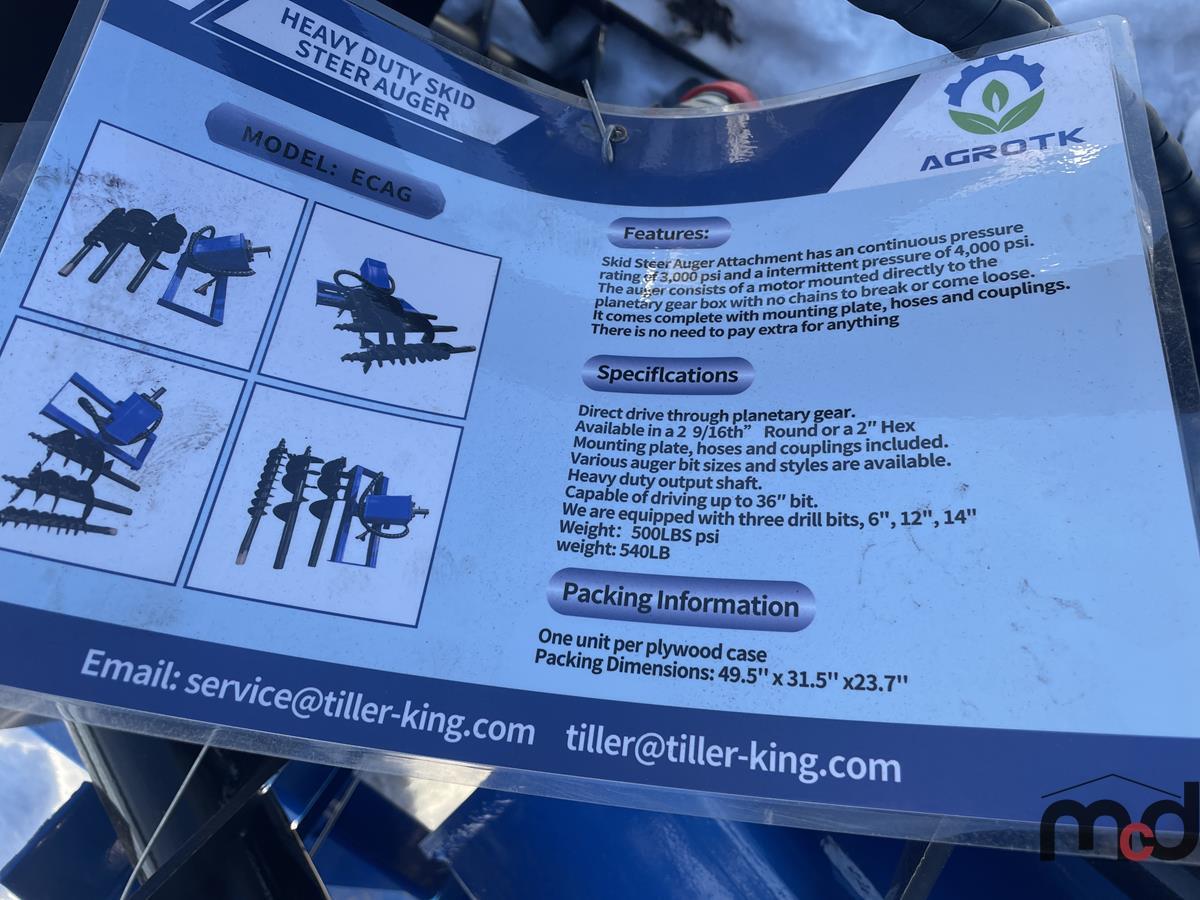 HEAVY DUTY SKID
STEER AUGER
MODEL: ECAG
AGROTK
Features:
Skid Steer Auger Attachment has an continuous pressure
rating of 3,000 psi and a intermittent pressure of 4,000 psi.
The auger consists of a motor mounted directly to the
planetary gear box with no chains to break or come loose.
It comes complete with mounting plate, hoses and couplings.
There is no need to pay extra for anything
Speciflcations
Direct drive through planetary gear.
Available in a 2 9/16th” Round or a 2″ Hex
Mounting plate, hoses and couplings included.
Various auger bit sizes and styles are available.
Heavy duty output shaft.
Capable of driving up to 36″ bit.
We are equipped with three drill bits, 6", 12", 14"
Weight: 500LBS psi
weight: 540LB
Packing Information
One unit per plywood case
Packing Dimensions: 49.5" x 31.5" x23.7"
Email: service@tiller-king.com tiller@tiller-king.com
mcd